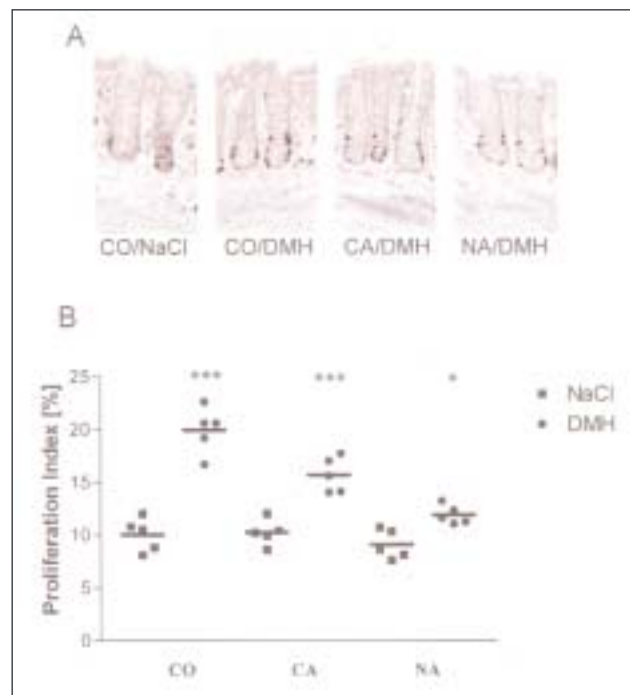 A
CO/NaCl CO/DMH CA/DMH NA/DMH
B
Proliferation Index [%]
25
20
15
10
5
0
*** *** *
NaCl
DMH
CO CA NA